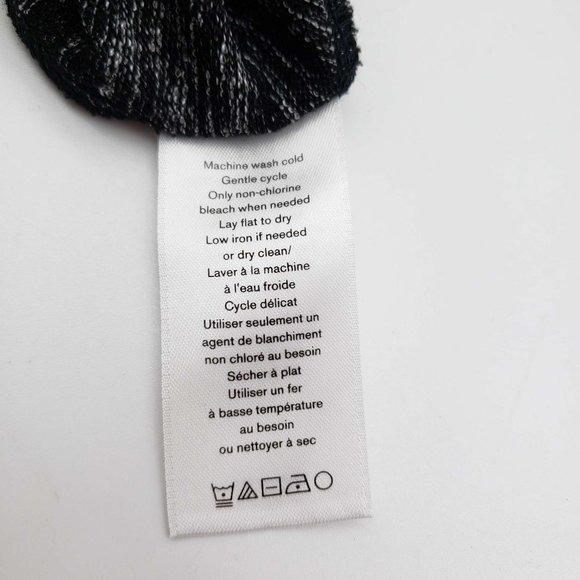 Machine wash cold
Gentle cycle
Only non-chlorine
bleach when needed
Lay flat to dry
Low iron if needed
or dry clean/
Laver à la machine
à l'eau froide
Cycle délicat
Utiliser seulement un
agent de blanchiment
non chloré au besoin
Sécher à plat
Utiliser un fer
à basse température
au besoin
ou nettoyer à sec